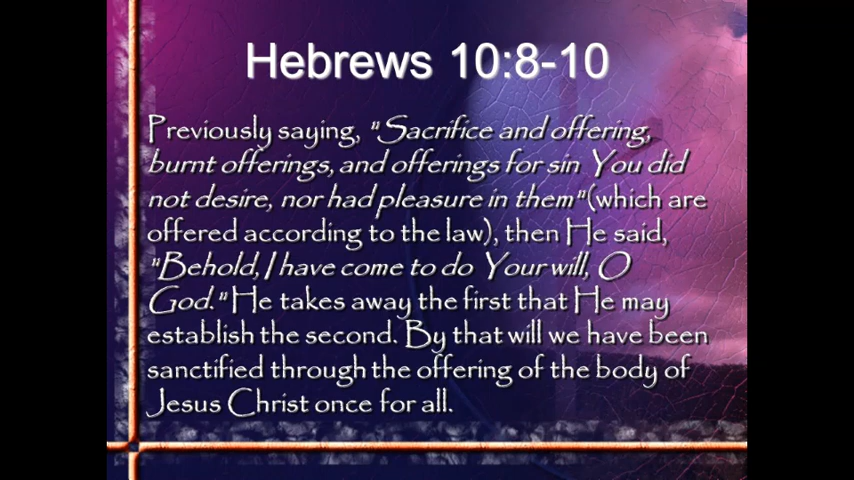 Hebrews 10:8-10
Previously saying, "Sacrifice and offering,
burnt offerings, and offerings for sin You did
not desire, nor had pleasure in them" (which are
offered according to the law), then He said,
"Behold, I have come to do Your will, O
God." He takes away the first that He may
establish the second. By that will we have been
sanctified through the offering of the body of
Jesus Christ once for all.